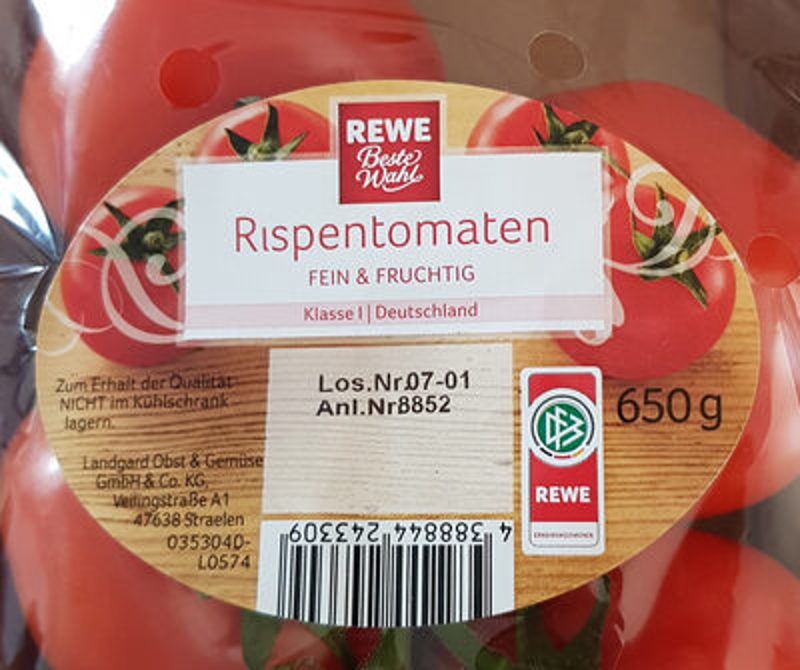 REWE
Beste
Wahl
Rispentomaten
FEIN & FRUCHTIG
Klasse I | Deutschland
Zum Erhalt der Qualität
NICHT im Kühlschrank
lagern.
Los.Nr.07-01
Anl.Nr8852
650 g
DFB
REWE
Landgard Obst & Gemüse
GmbH & Co. KG,
Veilingstraße A1
47638 Straelen
0353040-
L0574
4 388844 243309